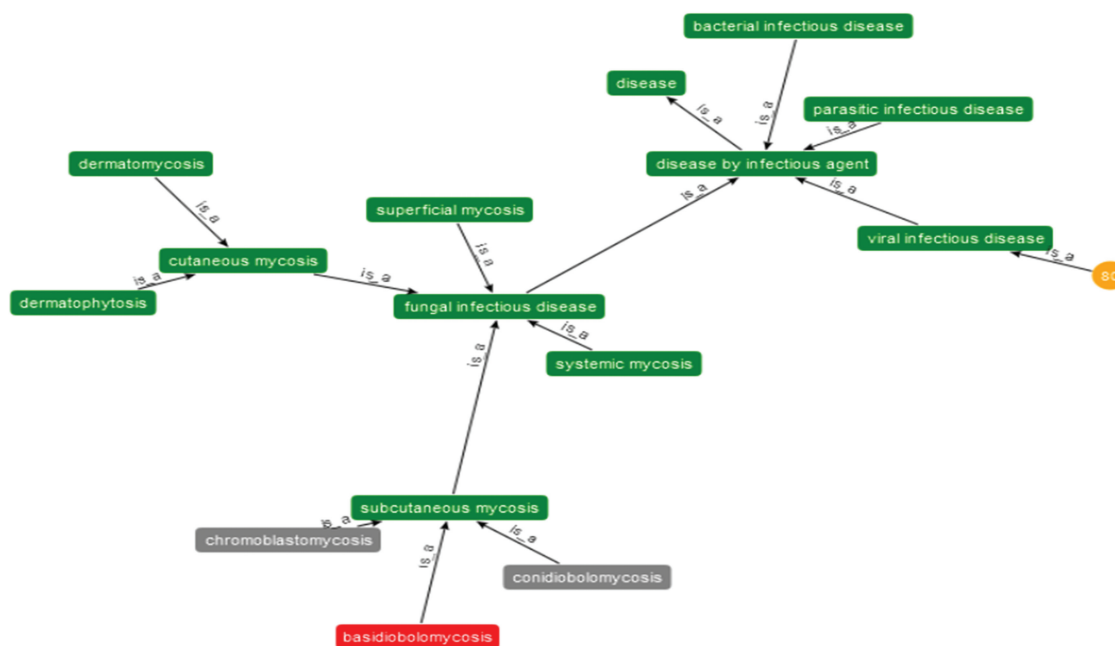 bacterial infectious disease
disease
is_a
is_a
parasitic infectious disease
is_a
dermatomycosis
disease by infectious agent
is_a
is_a
is_a
superficial mycosis
viral infectious disease
is_a
cutaneous mycosis
is_a
80
is_a
is_a
dermatophytosis
fungal infectious disease
is_a
is_a
systemic mycosis
subcutaneous mycosis
is_a
is_a
chromoblastomycosis
is_a
conidiobolomycosis
basidiobolomycosis